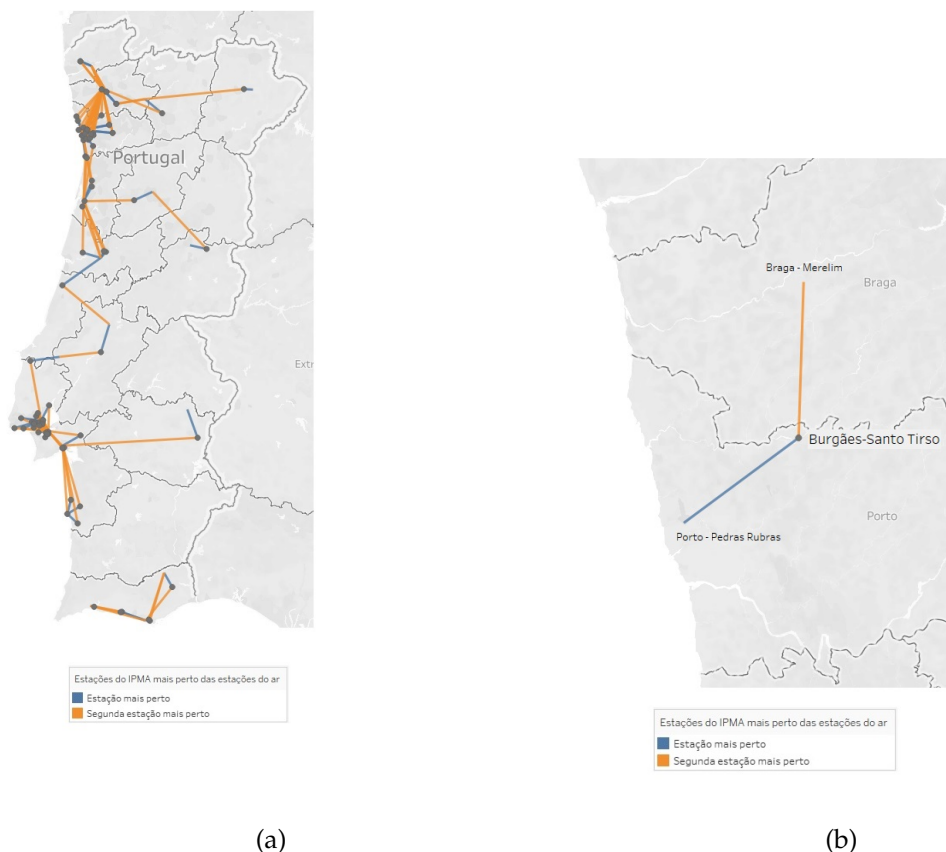 Portugal
Extr
Estações do IPMA mais perto das estações do ar
Estação mais perto
Segunda estação mais perto
(a)
Braga - Merelim
Braga
Burgães-Santo Tirso
Porto
Porto - Pedras Rubras
Estações do IPMA mais perto das estações do ar
Estação mais perto
Segunda estação mais perto
(b)